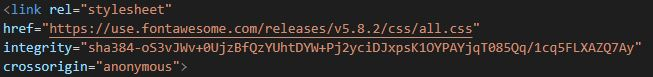 <link rel="stylesheet"
href="https://use.fontawesome.com/releases/v5.8.2/css/all.css"
integrity="sha384-oS3vJWv+0UjzBfQzYUhtDYW+Pj2yciDJxpsK1OYPAYjqT085Qq/1cq5FLXAZQ7Ay"
crossorigin="anonymous">